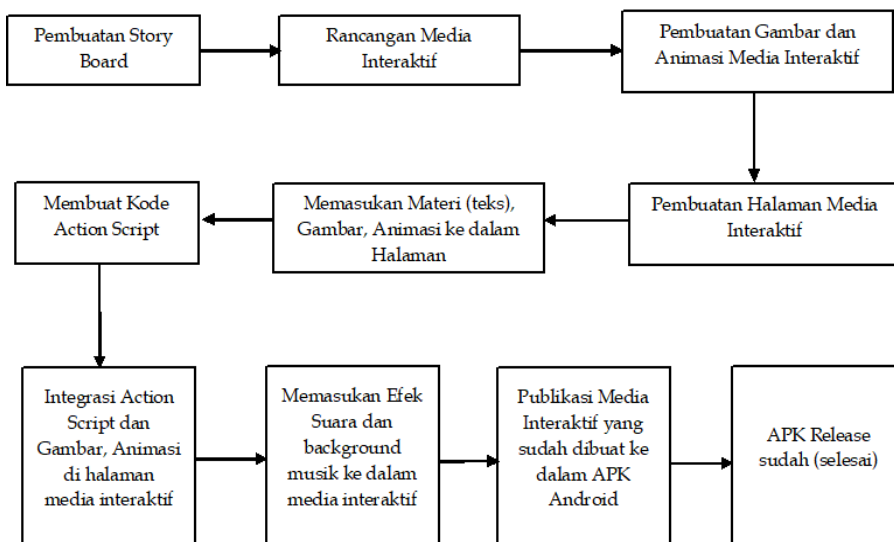 Pembuatan Story
Board
Rancangan Media
Interaktif
Pembuatan Gambar dan
Animasi Media Interaktif
Pembuatan Halaman Media
Interaktif
Memasukan Materi (teks),
Gambar, Animasi ke dalam
Halaman
Membuat Kode
Action Script
Integrasi Action
Script dan
Gambar, Animasi
di halaman
media interaktif
Memasukan Efek
Suara dan
background
musik ke dalam
media interaktif
Publikasi Media
Interaktif yang
sudah dibuat ke
dalam APK
Android
APK Release
sudah (selesai)